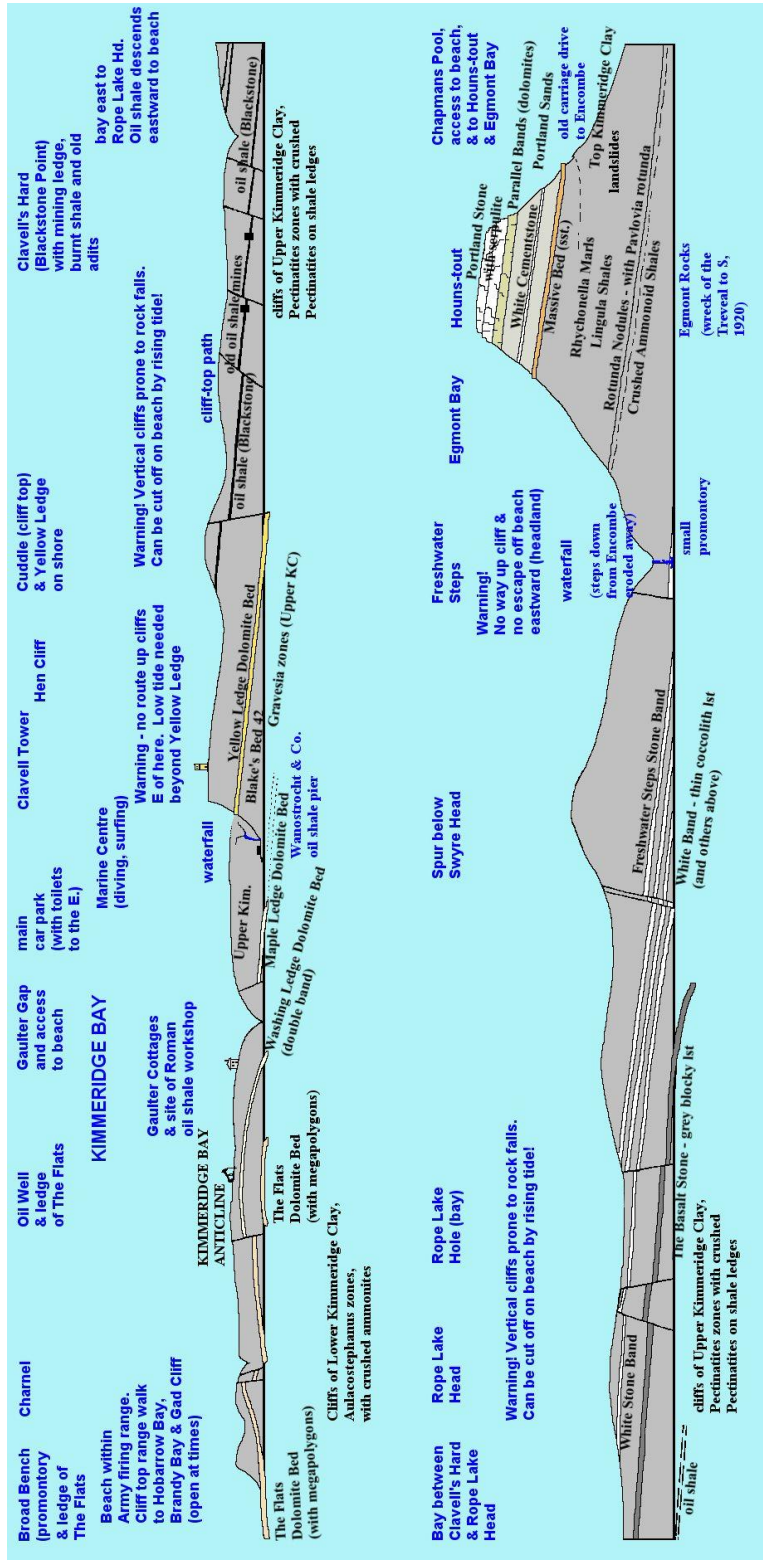 Broad Bench
(promontory
& ledge of
The Flats
Charnel
Oil Well
& ledge
of The Flats
Gaulter Gap
and access
to beach
main
car park
(with toilets
to the E.)
Clavell Tower
Hen Cliff
Cuddle (cliff top)
& Yellow Ledge
on shore
Clavell's Hard
(Blackstone Point)
with mining ledge,
burnt shale and old
adits
bay east to
Rope Lake Hd.
Oil shale descends
eastward to beach
Beach within
Army firing range.
Cliff top range walk
to Hobarrow Bay,
Brandy Bay & Gad Cliff
(open at times)
KIMMERIDGE BAY
Marine Centre
(diving, surfing)
Warning - no route up cliffs
E of here. Low tide needed
beyond Yellow Ledge
Warning! Vertical cliffs prone to rock falls.
Can be cut off on beach by rising tide!
Gaulter Cottages
& site of Roman
oil shale workshop
KIMMERIDGE BAY
ANTICLINE
waterfall
cliff-top path
Upper Kim.
Yellow Ledge Dolomite Bed
Blake's Bed 42
oil shale (Blackstone)
old oil shale mines
oil shale (Blackstone)
The Flats
Dolomite Bed
(with megapolygons)
Cliffs of Lower Kimmeridge Clay,
Aulacostephanus zones,
with crushed ammonites
The Flats
Dolomite Bed
(with megapolygons)
Washing Ledge Dolomite Bed
(double band)
Maple Ledge Dolomite Bed
Wanostrocht & Co.
oil shale pier
Gravesia zones (Upper KC)
cliffs of Upper Kimmeridge Clay,
Pectinatites zones with crushed
Pectinatites on shale ledges
Bay between
Clavell's Hard
& Rope Lake
Head
Rope Lake
Head
Rope Lake
Hole (bay)
Spur below
Swyre Head
Freshwater
Steps
Egmont Bay
Houns-tout
Chapmans Pool,
access to beach,
& to Houns-tout
& Egmont Bay
Warning! Vertical cliffs prone to rock falls.
Can be cut off on beach by rising tide!
Warning!
No way up cliff &
no escape off beach
eastward (headland)
waterfall
(steps down
from Encombe
eroded away)
Portland Stone
with serpulite
Parallel Bands (dolomites)
Portland Sands
old carriage drive
to Encombe
White Cementstone
Massive Bed (sst.)
Top Kimmeridge Clay
landslides
Rhychonella Marls
Lingula Shales
Rotunda Nodules - with Pavlovia rotunda
Crushed Ammonoid Shales
White Stone Band
Freshwater Steps Stone Band
oil shale
cliffs of Upper Kimmeridge Clay,
Pectinatites zones with crushed
Pectinatites on shale ledges
The Basalt Stone - grey blocky lst
White Band - thin coccolith lst
(and others above)
small
promontory
Egmont Rocks
(wreck of the
Treveal to S,
1920)